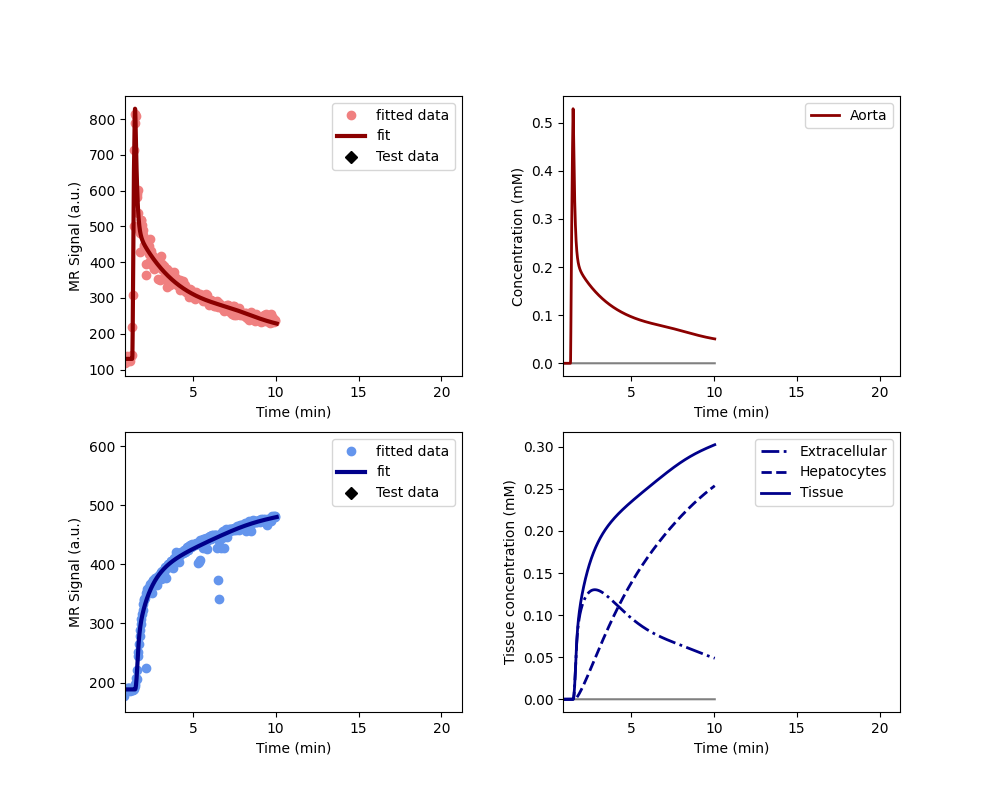 MR Signal (a.u.)
800
700
600
500
400
300
200
100
5
10
15
20
Time (min)
fitted data
fit
Test data
Concentration (mM)
0.5
0.4
0.3
0.2
0.1
0.0
5
10
15
20
Time (min)
Aorta
MR Signal (a.u.)
600
500
400
300
200
5
10
15
20
Time (min)
fitted data
fit
Test data
Tissue concentration (mM)
0.30
0.25
0.20
0.15
0.10
0.05
0.00
5
10
15
20
Time (min)
Extracellular
Hepatocytes
Tissue